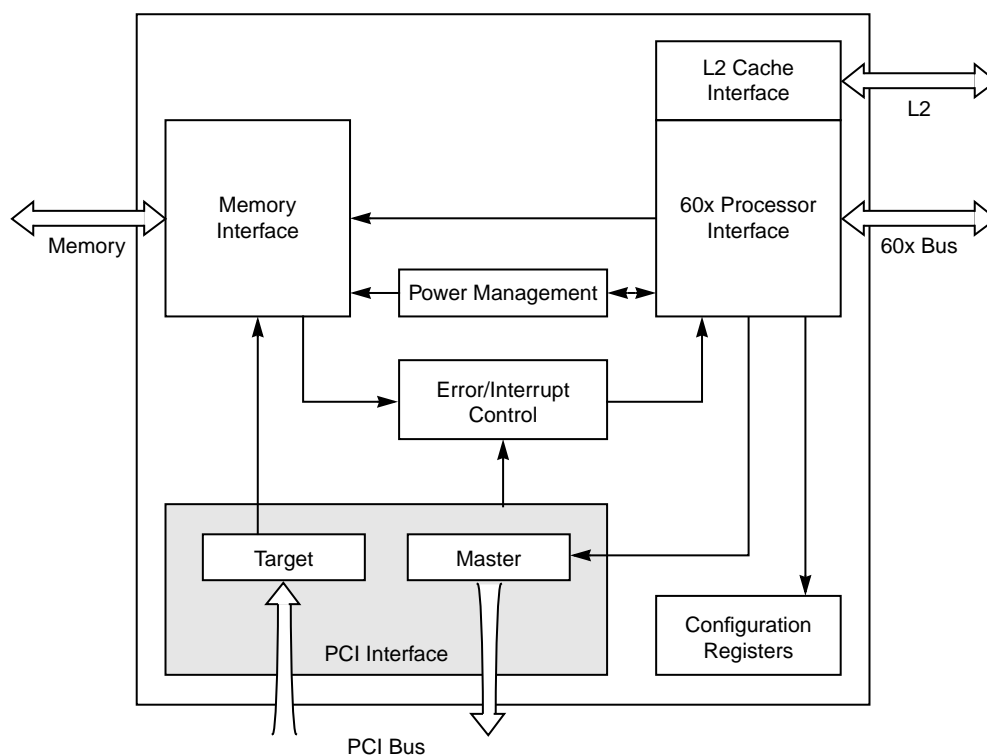 L2 Cache
Interface
L2
Memory
Interface
60x Processor
Interface
Memory
60x Bus
Power Management
Error/Interrupt
Control
Target
Master
PCI Interface
Configuration
Registers
PCI Bus